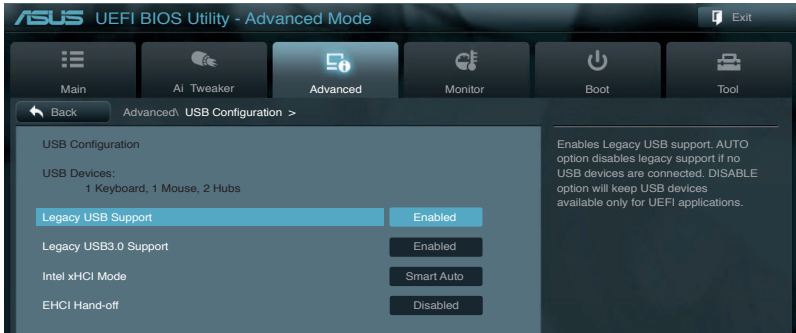 ASUS UEFI BIOS Utility - Advanced Mode
Exit
Main
Ai Tweaker
Advanced
Monitor
Boot
Tool
Back
Advanced\ USB Configuration >
USB Configuration
USB Devices:
1 Keyboard, 1 Mouse, 2 Hubs
Legacy USB Support Enabled
Legacy USB3.0 Support Enabled
Intel xHCI Mode Smart Auto
EHCI Hand-off Disabled
Enables Legacy USB support. AUTO
option disables legacy support if no
USB devices are connected. DISABLE
option will keep USB devices
available only for UEFI applications.